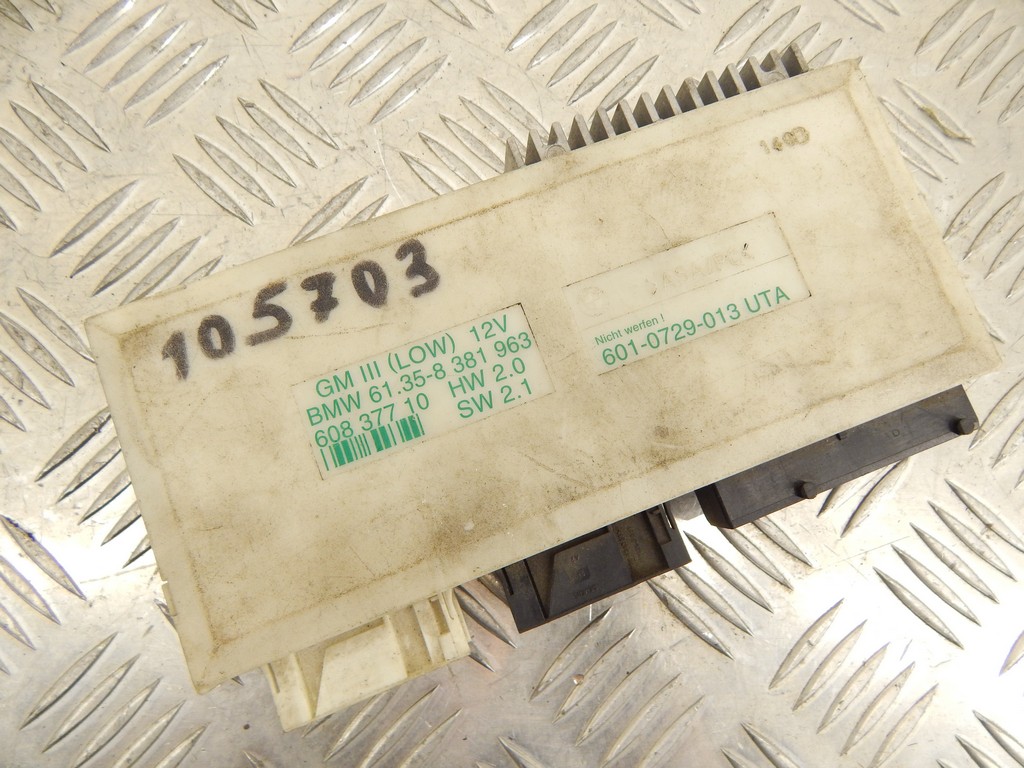 105703
GM III (LOW) 12V
BMW 61.35-8 381 963
608 377 10 HW 2.0
SW 2.1
Nicht werfen !
601-0729-013 UTA